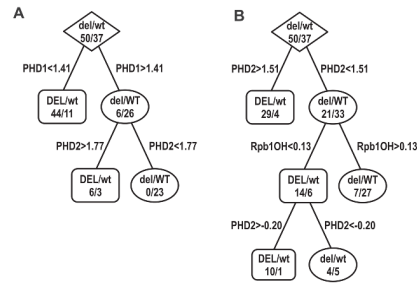 A
del/wt
50/37
PHD1<1.41
PHD1>1.41
DEL/wt
44/11
del/WT
6/26
PHD2>1.77
PHD2<1.77
DEL/wt
6/3
del/WT
0/23
B
del/wt
50/37
PHD2>1.51
PHD2<1.51
DEL/wt
29/4
del/WT
21/33
Rpb1OH<0.13
Rpb1OH>0.13
DEL/wt
14/6
del/WT
7/27
PHD2>-0.20
PHD2<-0.20
DEL/wt
10/1
del/wt
4/5